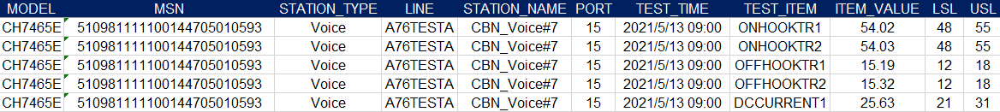 MODEL MSN STATION_TYPE LINE STATION_NAME PORT TEST_TIME TEST_ITEM ITEM_VALUE LSL USL
CH7465E 510981111100144705010593 Voice A76TESTA CBN_Voice#7 15 2021/5/13 09:00 ONHOOKTR1 54.02 48 55
CH7465E 510981111100144705010593 Voice A76TESTA CBN_Voice#7 15 2021/5/13 09:00 ONHOOKTR2 54.03 48 55
CH7465E 510981111100144705010593 Voice A76TESTA CBN_Voice#7 15 2021/5/13 09:00 OFFHOOKTR1 15.19 12 18
CH7465E 510981111100144705010593 Voice A76TESTA CBN_Voice#7 15 2021/5/13 09:00 OFFHOOKTR2 15.32 12 18
CH7465E 510981111100144705010593 Voice A76TESTA CBN_Voice#7 15 2021/5/13 09:00 DCCURRENT1 25.63 21 31